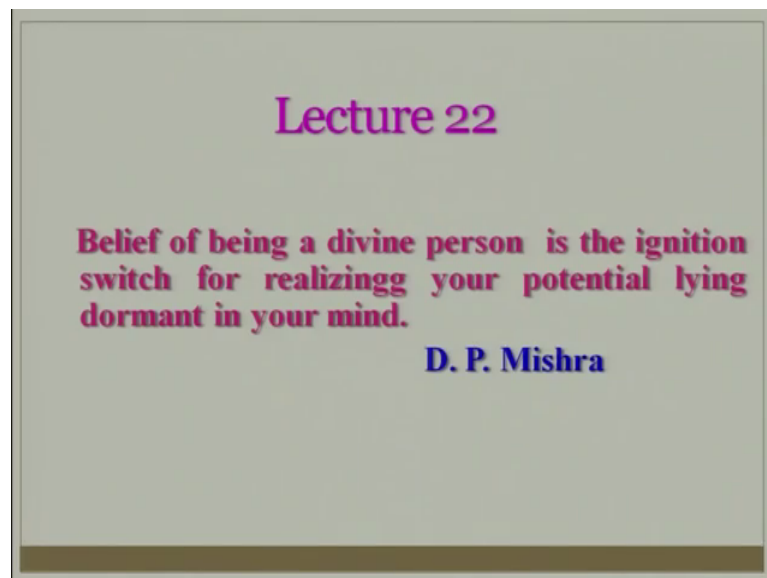 Lecture 22
Belief of being a divine person is the ignition
switch for realizingg your potential lying
dormant in your mind.
D. P. Mishra